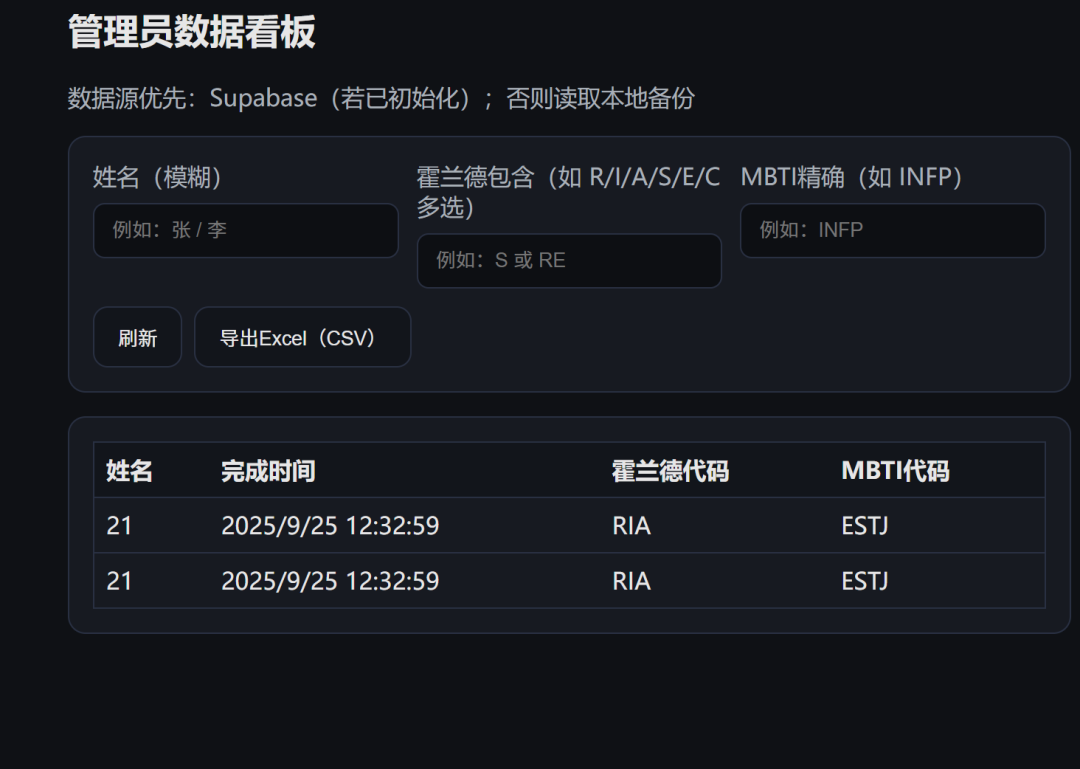 管理员数据看板
数据源优先：Supabase（若已初始化）；否则读取本地备份
姓名（模糊）
例如：张 / 李
霍兰德包含（如 R/I/A/S/E/C
多选）
例如：S 或 RE
MBTI精确（如 INFP）
例如：INFP
刷新 导出Excel（CSV）
姓名 完成时间 霍兰德代码 MBTI代码
21 2025/9/25 12:32:59 RIA ESTJ
21 2025/9/25 12:32:59 RIA ESTJ